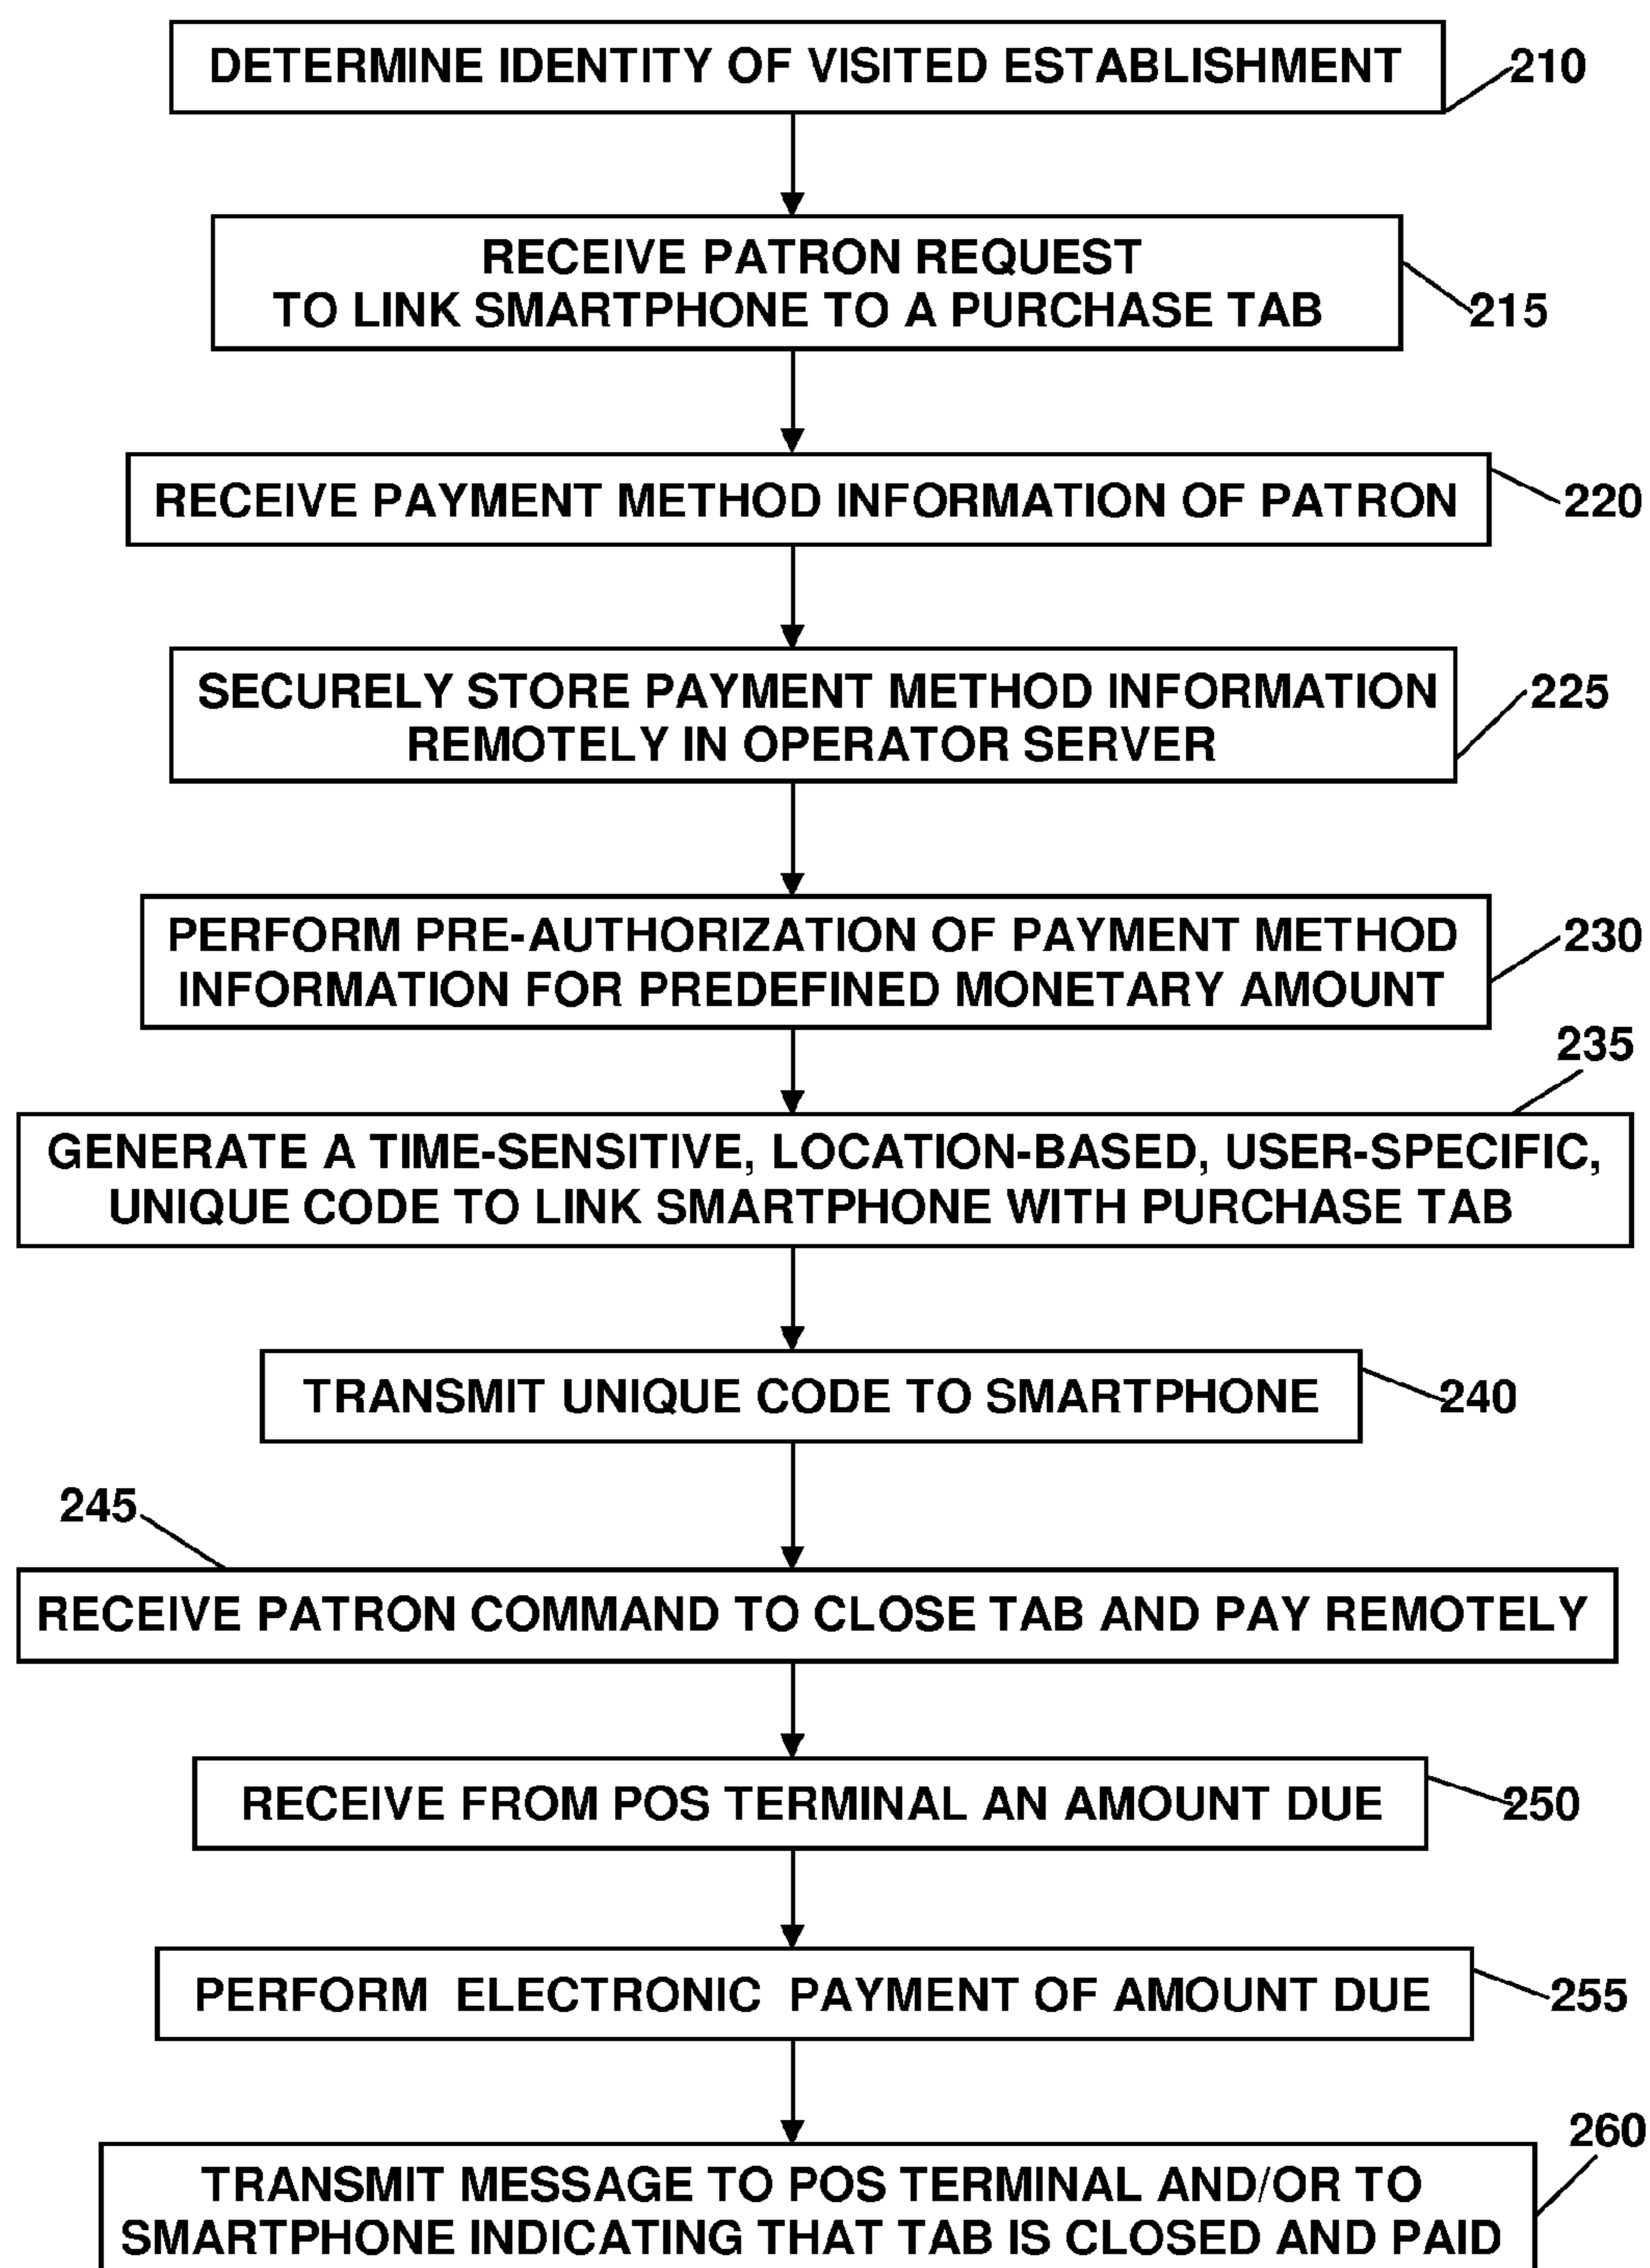 DETERMINE IDENTITY OF VISITED ESTABLISHMENT
210
RECEIVE PATRON REQUEST
TO LINK SMARTPHONE TO A PURCHASE TAB
215
RECEIVE PAYMENT METHOD INFORMATION OF PATRON
220
SECURELY STORE PAYMENT METHOD INFORMATION
REMOTELY IN OPERATOR SERVER
225
PERFORM PRE-AUTHORIZATION OF PAYMENT METHOD
INFORMATION FOR PREDEFINED MONETARY AMOUNT
230
235
GENERATE A TIME-SENSITIVE, LOCATION-BASED, USER-SPECIFIC,
UNIQUE CODE TO LINK SMARTPHONE WITH PURCHASE TAB
TRANSMIT UNIQUE CODE TO SMARTPHONE
240
245
RECEIVE PATRON COMMAND TO CLOSE TAB AND PAY REMOTELY
RECEIVE FROM POS TERMINAL AN AMOUNT DUE
250
PERFORM ELECTRONIC PAYMENT OF AMOUNT DUE
255
260
TRANSMIT MESSAGE TO POS TERMINAL AND/OR TO
SMARTPHONE INDICATING THAT TAB IS CLOSED AND PAID